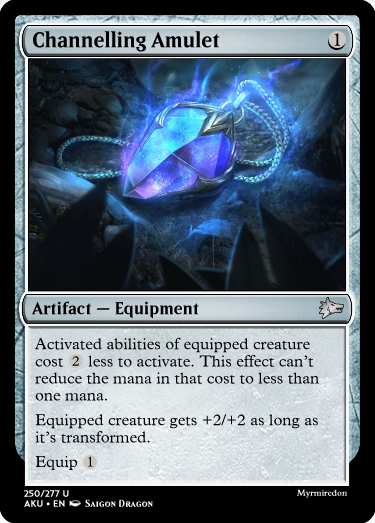 Channelling Amulet 1
Artifact — Equipment
Activated abilities of equipped creature
cost 2 less to activate. This effect can't
reduce the mana in that cost to less than
one mana.
Equipped creature gets +2/+2 as long as
it's transformed.
Equip 1
250/277 U
AKU • EN Saigon Dragon
Myrmiredon